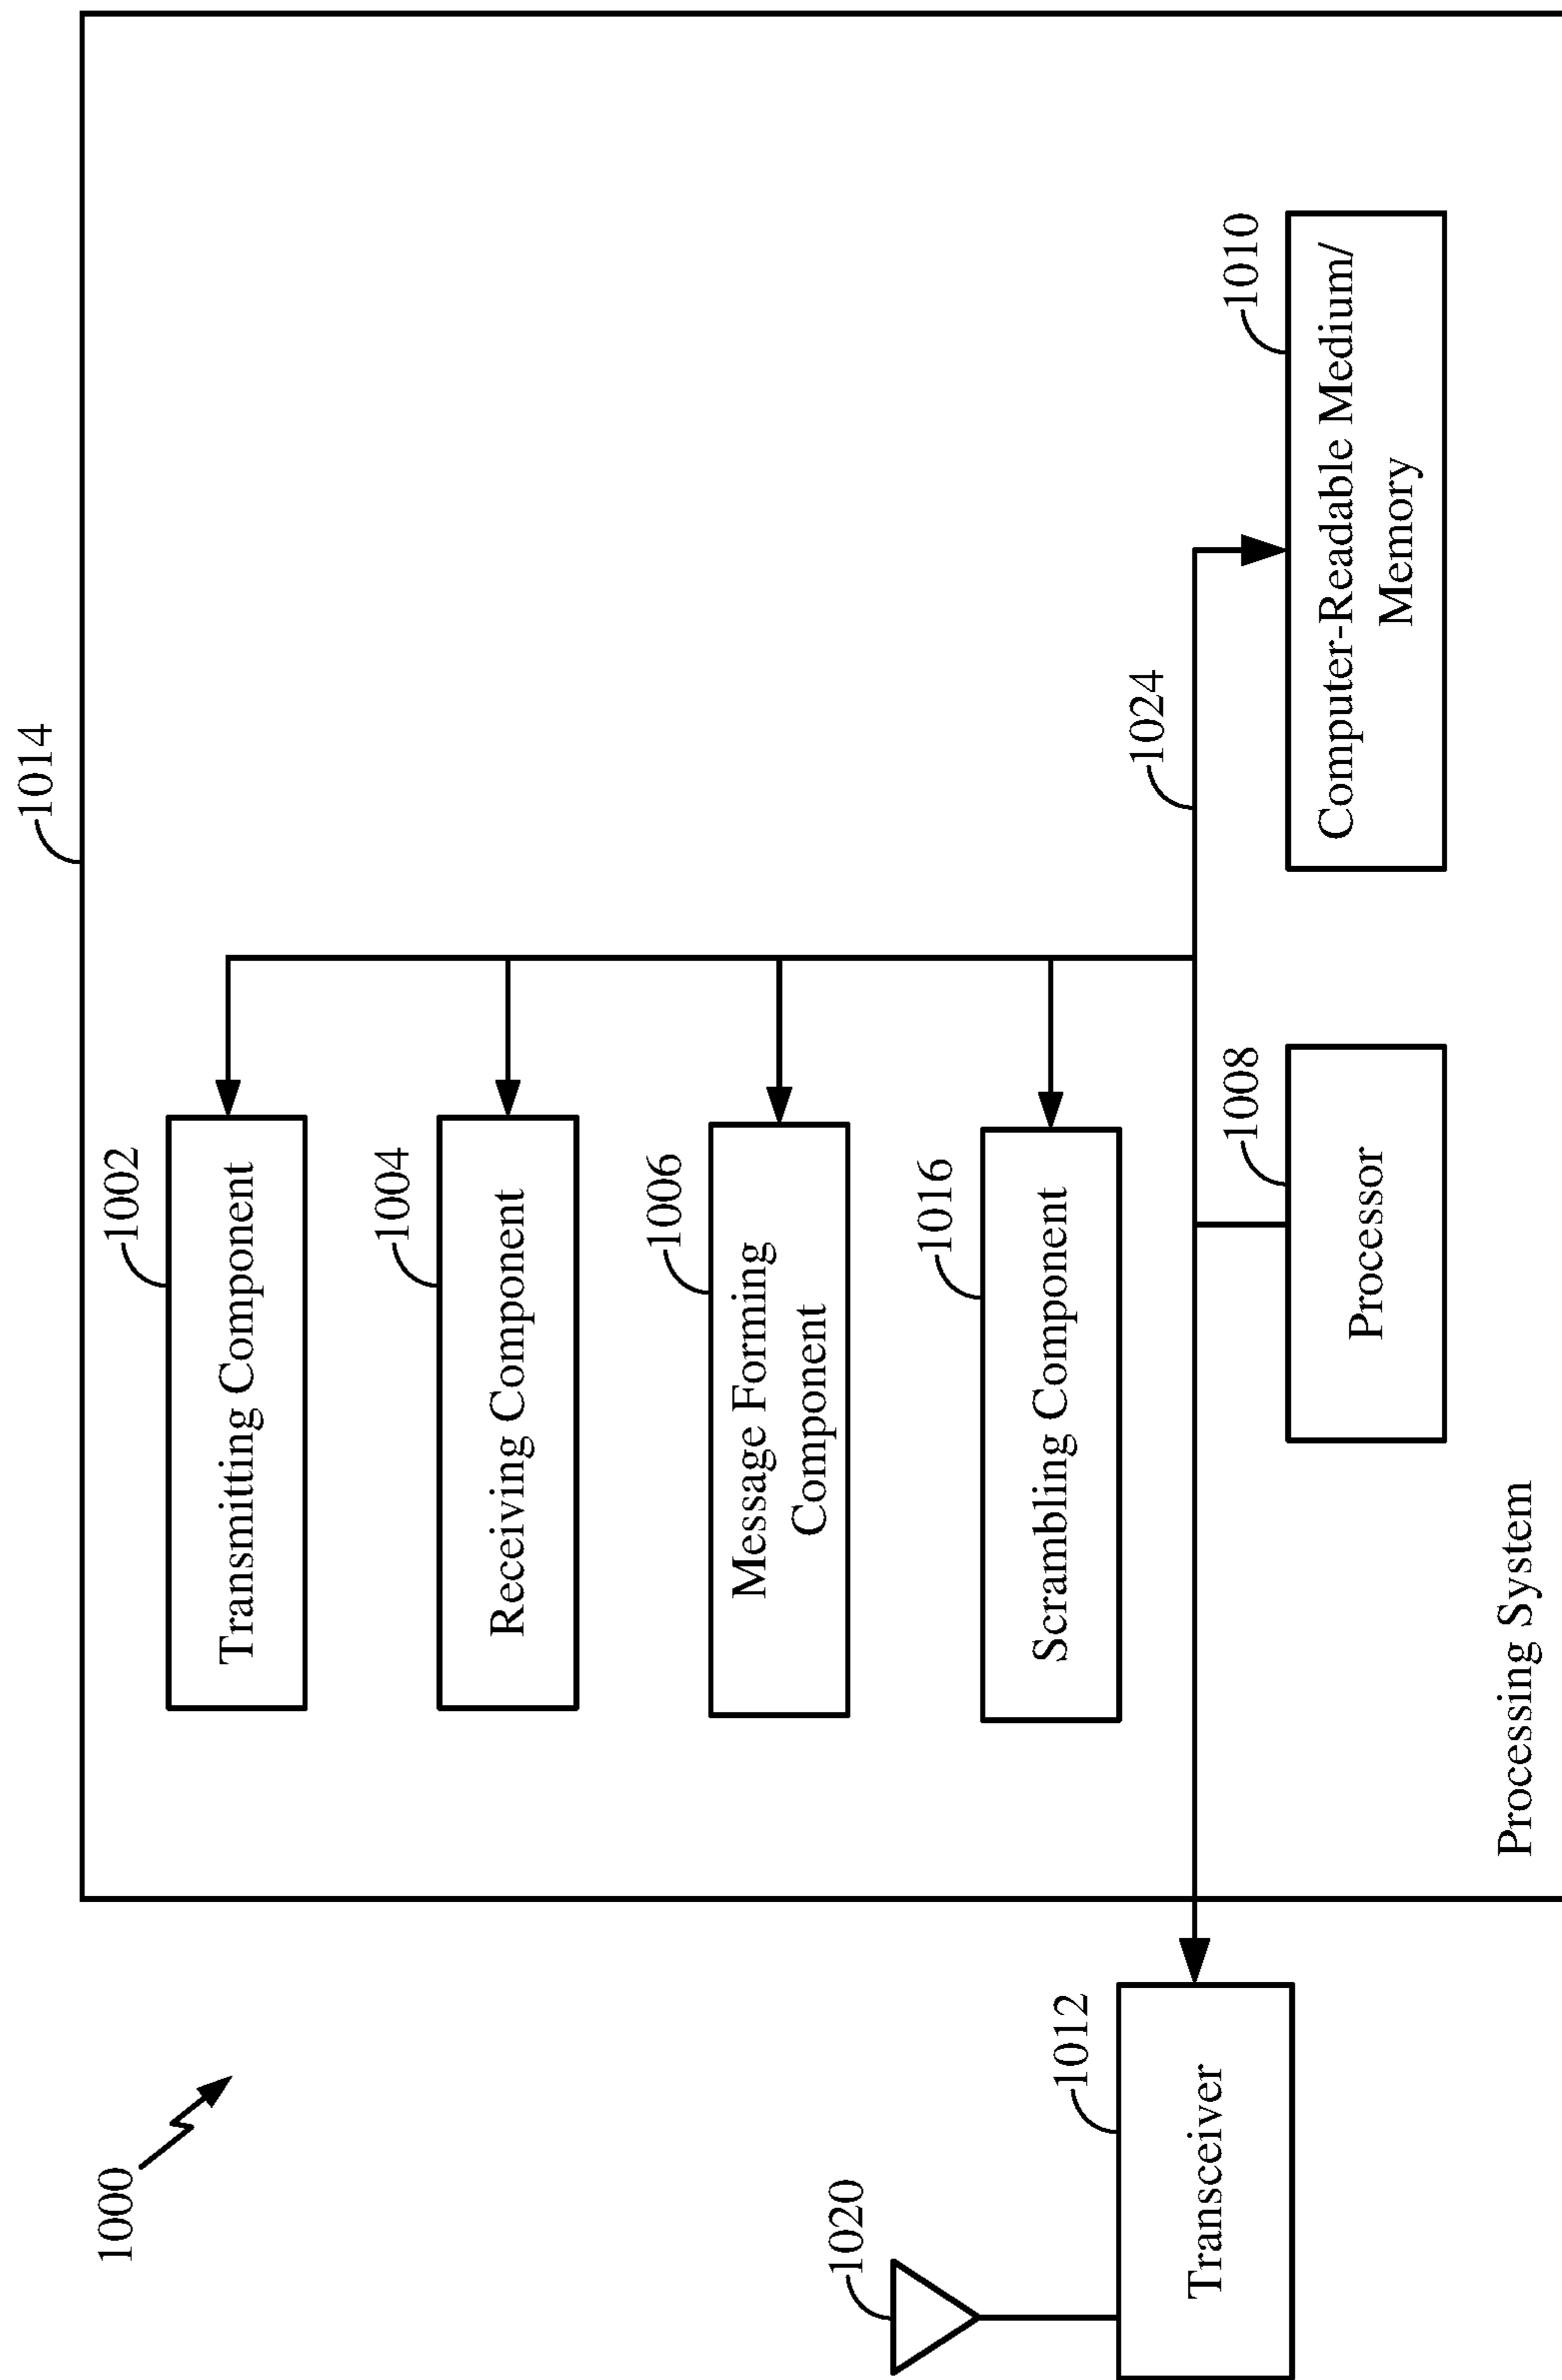 1014
1000
1002
Transmitting Component
1004
Receiving Component
1006
Message Forming
Component
1016
Scrambling Component
1020
1012
Transceiver
1024
1008
Processor
1010
Computer-Readable Medium/
Memory
Processing System